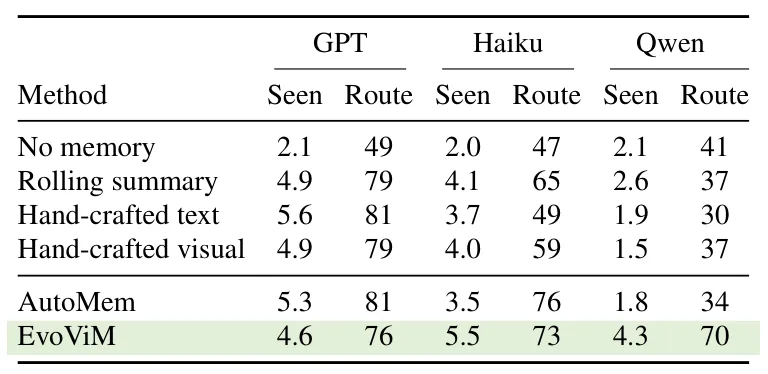 GPT Haiku Qwen
Method Seen Route Seen Route Seen Route
No memory 2.1 49 2.0 47 2.1 41
Rolling summary 4.9 79 4.1 65 2.6 37
Hand-crafted text 5.6 81 3.7 49 1.9 30
Hand-crafted visual 4.9 79 4.0 59 1.5 37
AutoMem 5.3 81 3.5 76 1.8 34
EvoViM 4.6 76 5.5 73 4.3 70